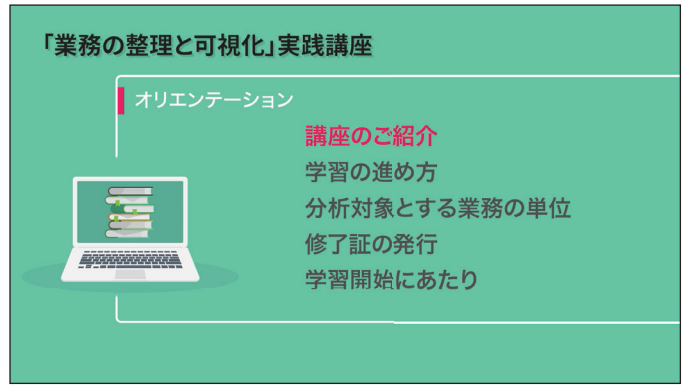 「業務の整理と可視化」実践講座
オリエンテーション
講座のご紹介
学習の進め方
分析対象とする業務の単位
修了証の発行
学習開始にあたり